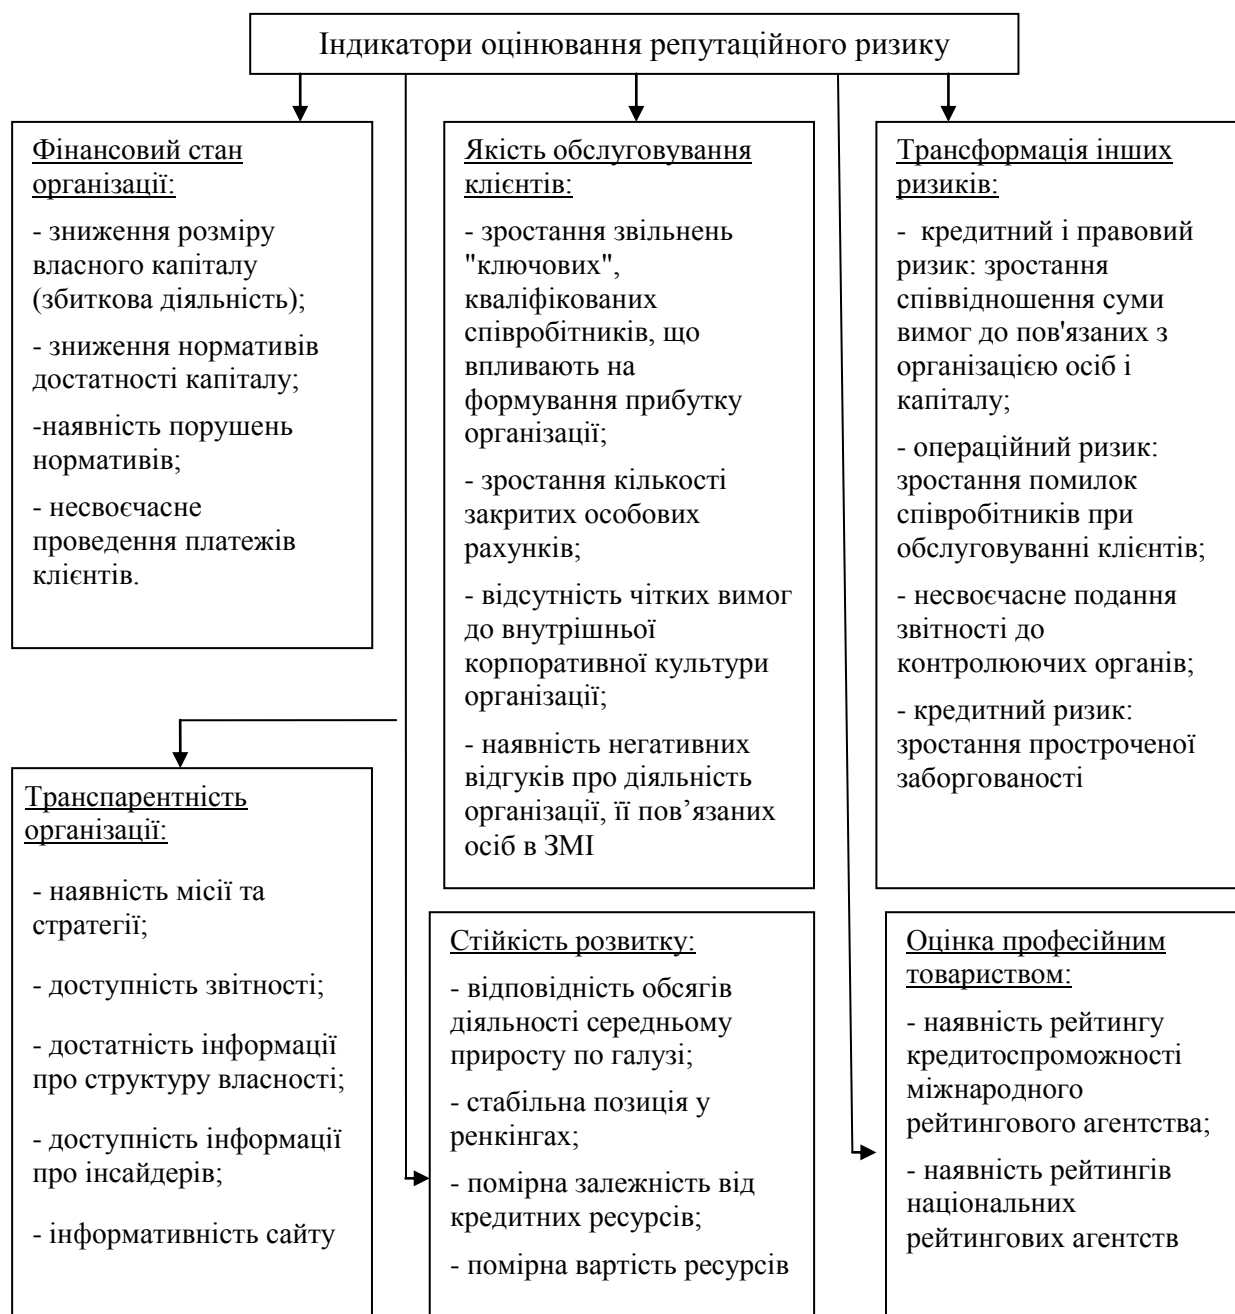 Індикатори оцінювання репутаційного ризику
Фінансовий стан
організації:
- зниження розміру
власного капіталу
(збиткова діяльність);
- зниження нормативів
достатності капіталу;
-наявність порушень
нормативів;
- несвоєчасне
проведення платежів
клієнтів.
Якість обслуговування
клієнтів:
- зростання звільнень
"ключових",
кваліфікованих
співробітників, що
впливають на
формування прибутку
організації;
- зростання кількості
закритих особових
рахунків;
- відсутність чітких вимог
до внутрішньої
корпоративної культури
організації;
- наявність негативних
відгуків про діяльність
організації, її пов’язаних
осіб в ЗМІ
Трансформація інших
ризиків:
- кредитний і правовий
ризик: зростання
співвідношення суми
вимог до пов'язаних з
організацією осіб і
капіталу;
- операційний ризик:
зростання помилок
співробітників при
обслуговуванні клієнтів;
- несвоєчасне подання
звітності до
контролюючих органів;
- кредитний ризик:
зростання простроченої
заборгованості
Транспарентність
організації:
- наявність місії та
стратегії;
- доступність звітності;
- достатність інформації
про структуру власності;
- доступність інформації
про інсайдерів;
- інформативність сайту
Стійкість розвитку:
- відповідність обсягів
діяльності середньому
приросту по галузі;
- стабільна позиція у
ренкінгах;
- помірна залежність від
кредитних ресурсів;
- помірна вартість ресурсів
Оцінка професійним
товариством:
- наявність рейтингу
кредитоспроможності
міжнародного
рейтингового агентства;
- наявність рейтингів
національних
рейтингових агентств